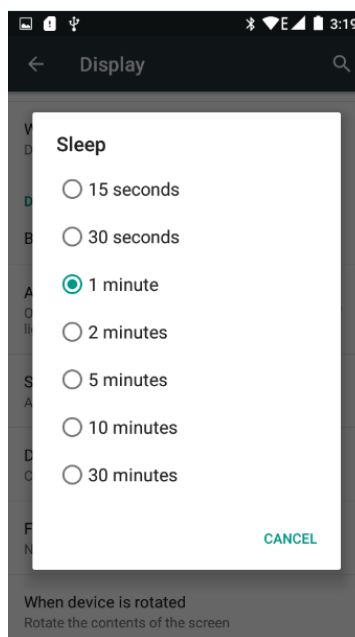 E 3:19
Display
Sleep
15 seconds
30 seconds
1 minute
2 minutes
5 minutes
10 minutes
30 minutes
CANCEL
When device is rotated
Rotate the contents of the screen